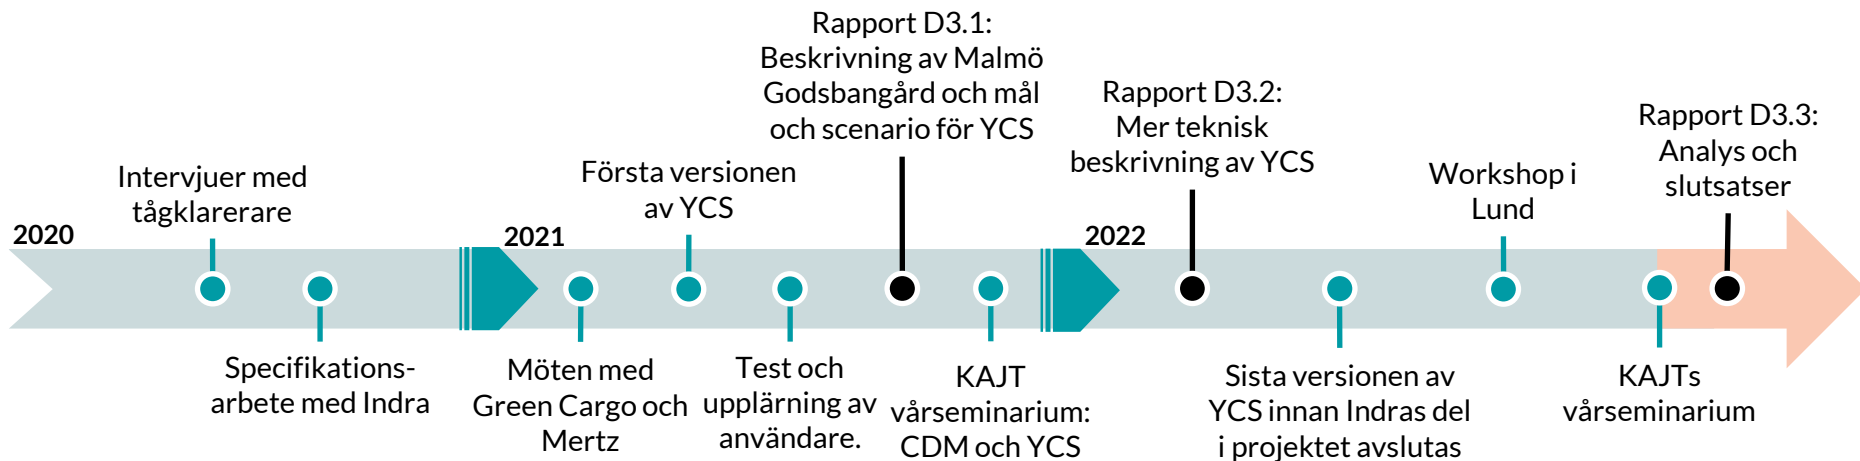 2020
Intervjuer med
tågklarerare
Specifikations-
arbete med Indra
2021
Möten med
Green Cargo och
Mertz
Första versionen
av YCS
Test och
upplärning av
användare.
Rapport D3.1:
Beskrivning av Malmö
Godsbangård och mål
och scenario för YCS
KAJT
vårseminarium:
CDM och YCS
2022
Rapport D3.2:
Mer teknisk
beskrivning av YCS
Sista versionen av
YCS innan Indras del
i projektet avslutas
Workshop i
Lund
KAJTs
vårseminarium
Rapport D3.3:
Analys och
slutsatser